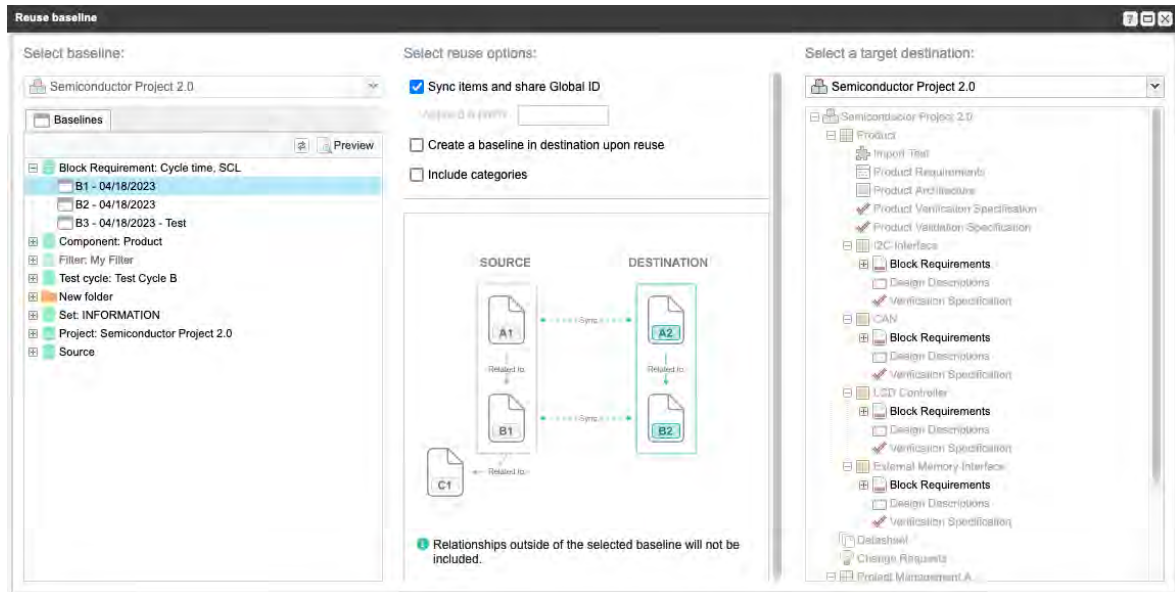 Reuse baseline
Select baseline:
Semiconductor Project 2.0
Baselines
Preview
Block Requirement: Cycle time, SCL
B1 - 04/18/2023
B2 - 04/18/2023
B3 - 04/18/2023 - Test
Component: Product
Filter: My Filter
Test cycle: Test Cycle B
New folder
Set: INFORMATION
Project: Semiconductor Project 2.0
Source
Select reuse options:
Sync items and share Global ID
Create a baseline in destination upon reuse
Include categories
SOURCE DESTINATION
A1 Sync A2
Related to Related to
B1 Sync B2
Related to
C1
Relationships outside of the selected baseline will not be
included.
Select a target destination:
Semiconductor Project 2.0
Semiconductor Project 2.0
Product
Import Test
Product Requirements
Product Architecture
Product Verification Specification
Product Validation Specification
I2C Interface
Block Requirements
Design Descriptions
Verification Specification
CAN
Block Requirements
Design Descriptions
Verification Specification
LCD Controller
Block Requirements
Design Descriptions
Verification Specification
External Memory Interface
Block Requirements
Design Descriptions
Verification Specification
Datasheet
Change Requests
Project Management A